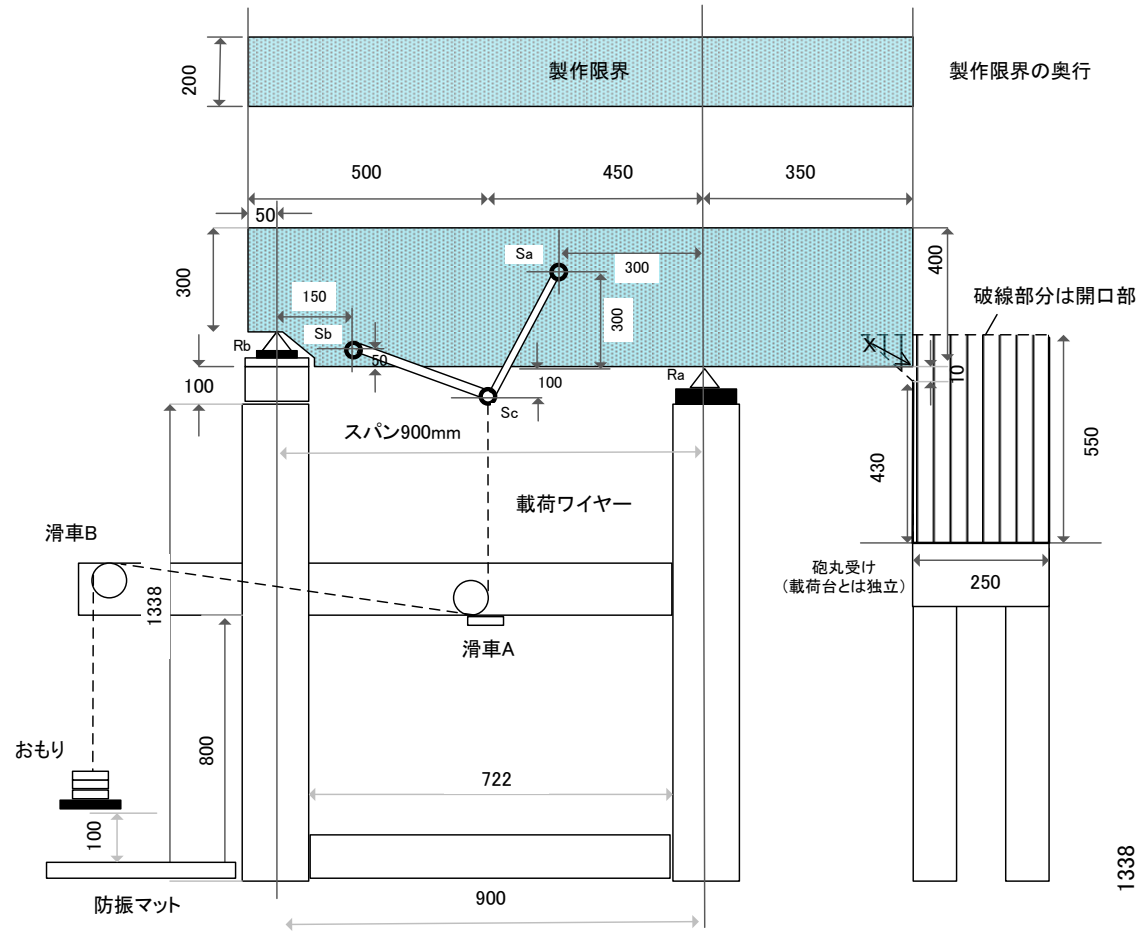 200
製作限界
製作限界の奥行
500
450
350
50
300
Sa
300
300
400
破線部分は開口部
150
Sb
50
Rb
X
10
100
100
Ra
Sc
スパン900mm
430
550
載荷ワイヤー
滑車B
砲丸受け
(載荷台とは独立)
250
1338
滑車A
おもり
800
722
100
1338
防振マット
900